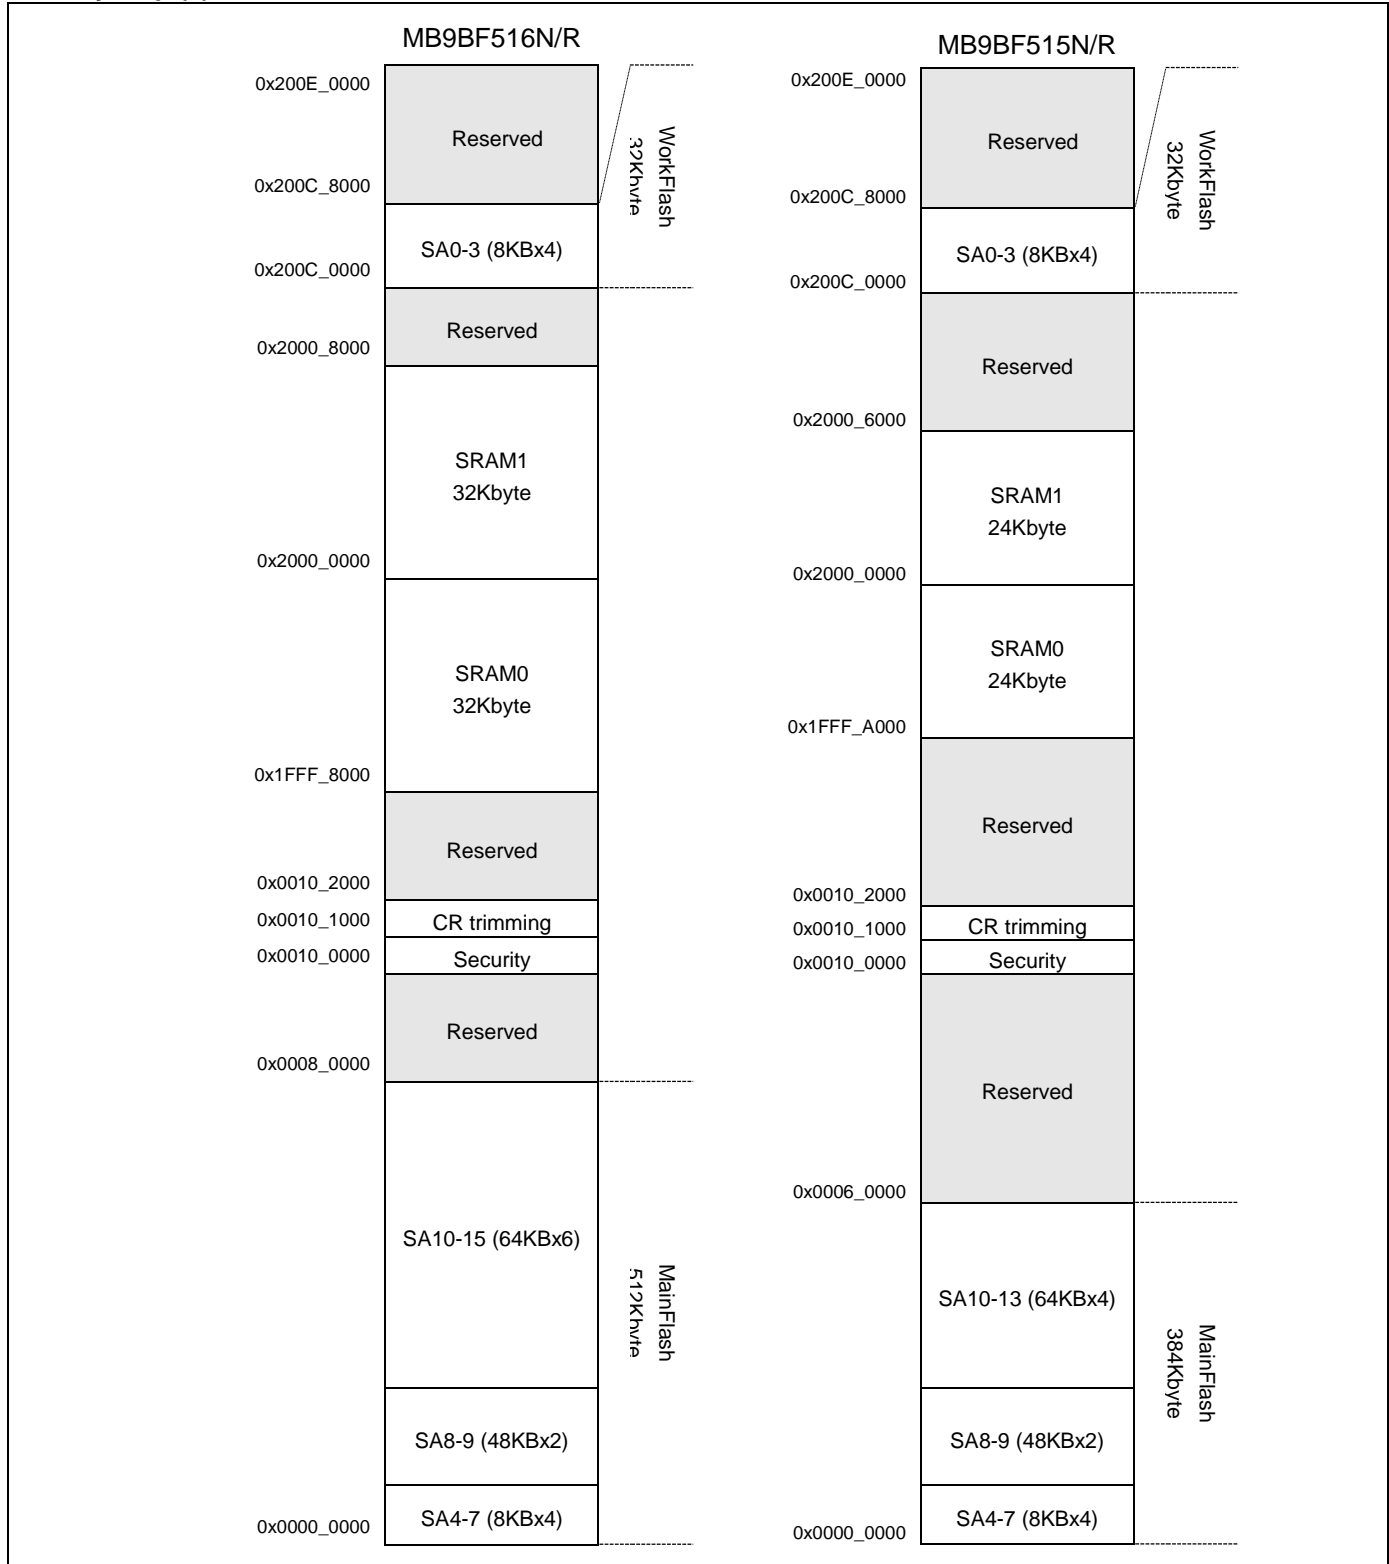 MB9BF516N/R
0x200E_0000
Reserved
0x200C_8000
SA0-3 (8KBx4)
0x200C_0000
Reserved
0x2000_8000
SRAM1
32Kbyte
0x2000_0000
SRAM0
32Kbyte
0x1FFF_8000
Reserved
0x0010_2000
0x0010_1000
CR trimming
0x0010_0000
Security
Reserved
0x0008_0000
SA10-15 (64KBx6)
SA8-9 (48KBx2)
SA4-7 (8KBx4)
0x0000_0000
WorkFlash
32Kbyte
MainFlash
512Kbyte
MB9BF515N/R
0x200E_0000
Reserved
0x200C_8000
SA0-3 (8KBx4)
0x200C_0000
Reserved
0x2000_6000
SRAM1
24Kbyte
0x2000_0000
SRAM0
24Kbyte
0x1FFF_A000
Reserved
0x0010_2000
0x0010_1000
CR trimming
0x0010_0000
Security
Reserved
0x0006_0000
SA10-13 (64KBx4)
SA8-9 (48KBx2)
SA4-7 (8KBx4)
0x0000_0000
WorkFlash
32Kbyte
MainFlash
384Kbyte